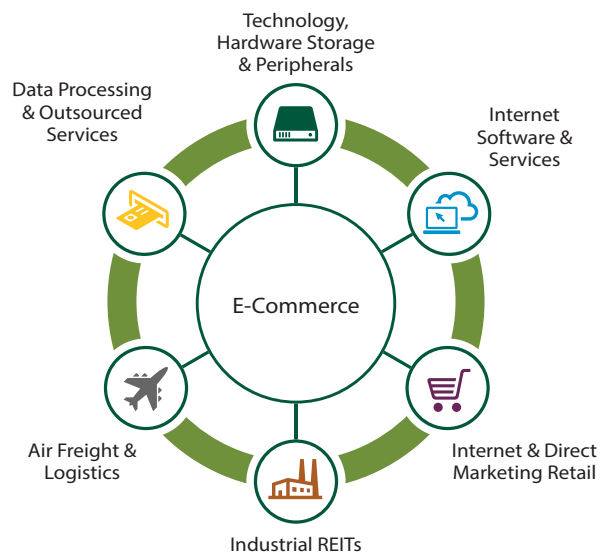 Technology,
Hardware Storage
& Peripherals
Data Processing
& Outsourced
Services
Internet
Software &
Services
E-Commerce
Air Freight &
Logistics
Internet & Direct
Marketing Retail
Industrial REITs